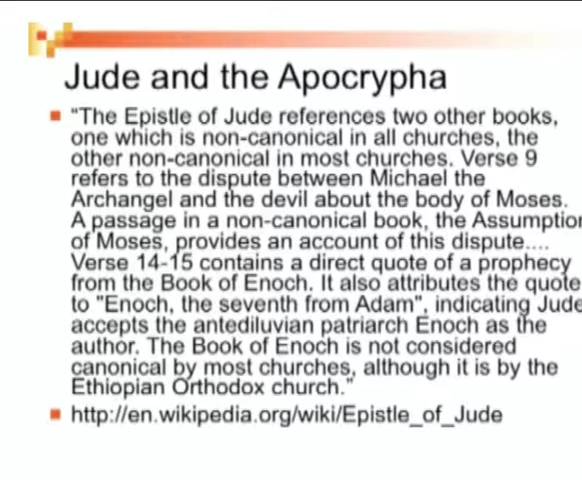 Jude and the Apocrypha
"The Epistle of Jude references two other books,
one which is non-canonical in all churches, the
other non-canonical in most churches. Verse 9
refers to the dispute between Michael the
Archangel and the devil about the body of Moses.
A passage in a non-canonical book, the Assumption
of Moses, provides an account of this dispute....
Verse 14-15 contains a direct quote of a prophecy
from the Book of Enoch. It also attributes the quote
to "Enoch, the seventh from Adam", indicating Jude
accepts the antediluvian patriarch Enoch as the
author. The Book of Enoch is not considered
canonical by most churches, although it is by the
Ethiopian Orthodox church."
http://en.wikipedia.org/wiki/Epistle_of_Jude